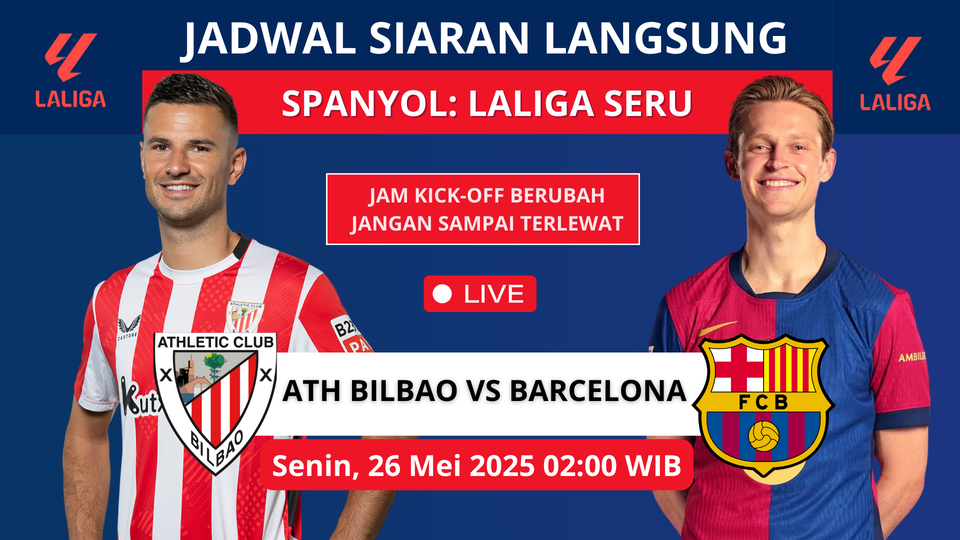 JADWAL SIARAN LANGSUNG
LALIGA
LALIGA
SPANYOL: LALIGA SERU
JAM KICK-OFF BERUBAH
JANGAN SAMPAI TERLEWAT
LIVE
CASTORE
ATHLETIC CLUB
BILBAO
ATH BILBAO VS BARCELONA
FCB
Senin, 26 Mei 2025 02:00 WIB